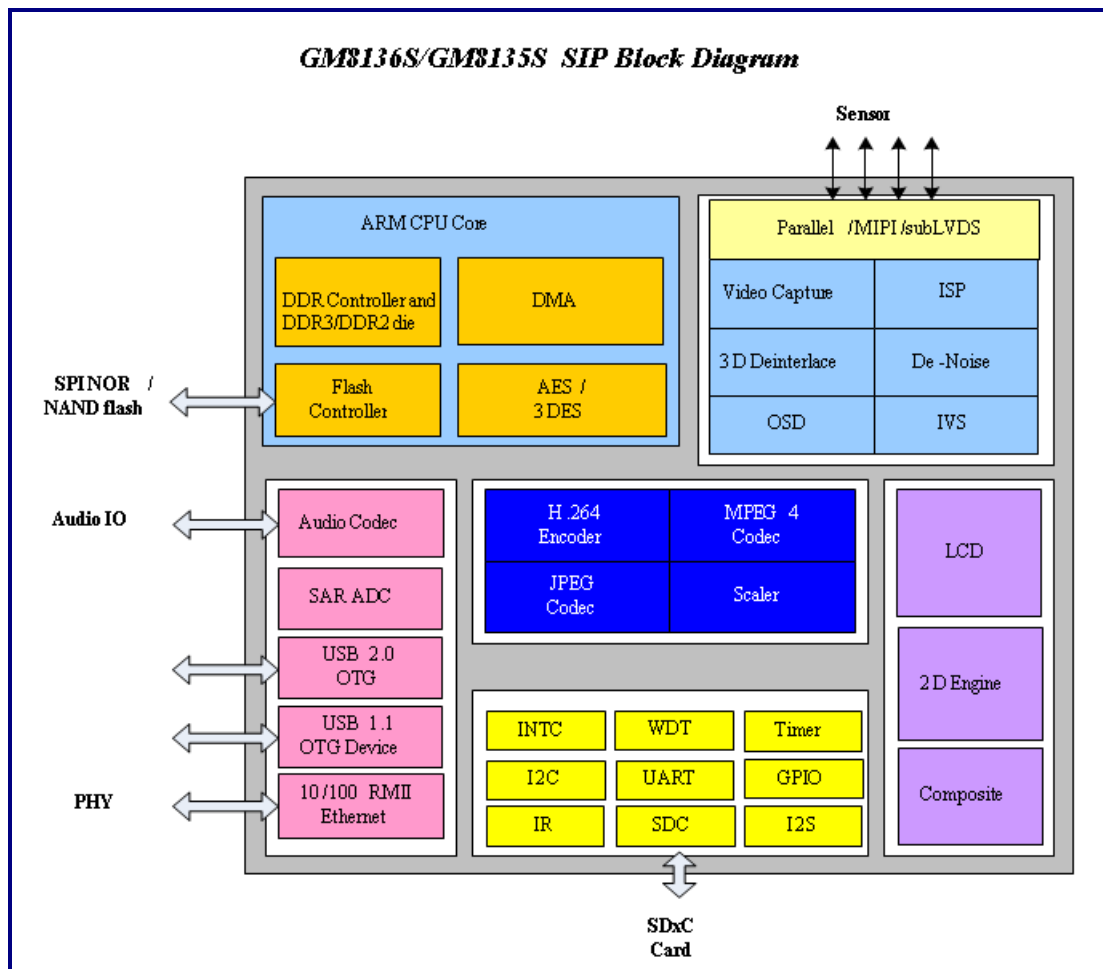 GM8136S/GM8135S SIP Block Diagram
Sensor
ARM CPU Core
DDR Controller and
DDR3/DDR2 die
DMA
Flash
Controller
AES /
3 DES
SPI NOR /
NAND flash
Parallel /MIPI /subLVDS
Video Capture
ISP
3 D Deinterlace
De -Noise
OSD
IVS
Audio IO
Audio Codec
SAR ADC
USB 2.0
OTG
USB 1.1
OTG Device
PHY
10/100 RMII
Ethernet
H .264
Encoder
MPEG 4
Codec
JPEG
Codec
Scaler
LCD
2 D Engine
Composite
INTC
WDT
Timer
I2C
UART
GPIO
IR
SDC
I2S
SDxC
Card